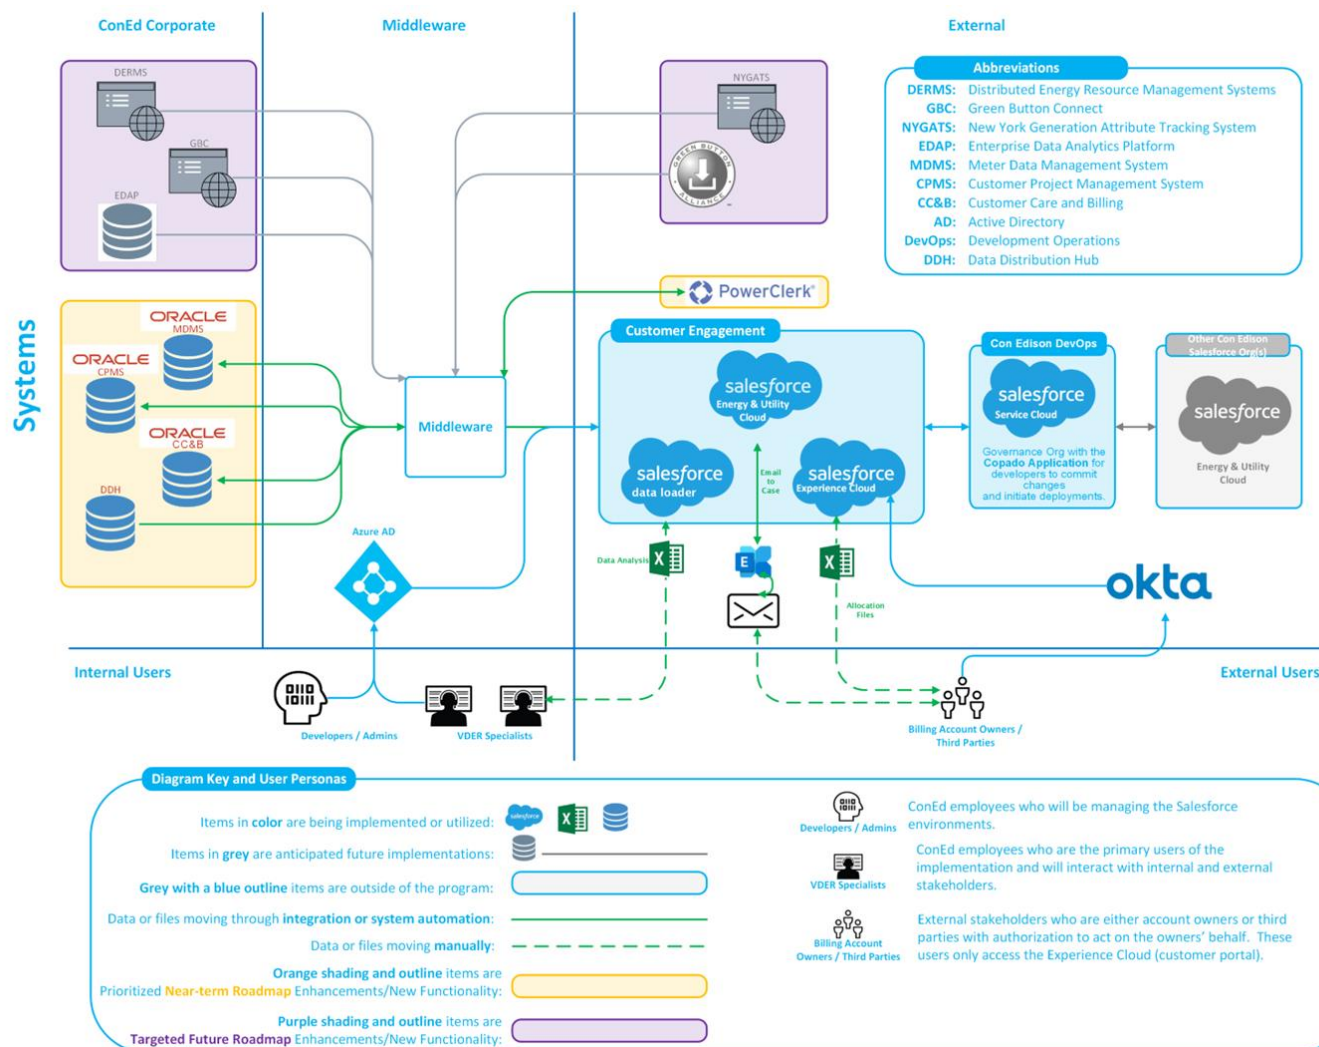 ConEd Corporate
Middleware
External
DERMS
GBC
EDAP
NYGATS
GREEN BUTTON
ALLIANCE
Abbreviations
DERMS: Distributed Energy Resource Management Systems
GBC: Green Button Connect
NYGATS: New York Generation Attribute Tracking System
EDAP: Enterprise Data Analytics Platform
MDMS: Meter Data Management System
CPMS: Customer Project Management System
CC&B: Customer Care and Billing
AD: Active Directory
DevOps: Development Operations
DDH: Data Distribution Hub
Systems
ORACLE
MDMS
ORACLE
CPMS
ORACLE
CC&B
DDH
Middleware
PowerClerk®
Customer Engagement
salesforce
Energy & Utility
Cloud
salesforce
data loader
salesforce
Experience Cloud
Email
to
Case
Con Edison DevOps
salesforce
Service Cloud
Governance Org with the
Copado Application for
developers to commit
changes
and initiate deployments.
Other Con Edison
Salesforce Org(s)
salesforce
Energy & Utility
Cloud
Azure AD
Data Analysis
X
E
X
Allocation
Files
okta
Internal Users
External Users
Developers / Admins
VDER Specialists
Billing Account Owners /
Third Parties
Diagram Key and User Personas
Items in color are being implemented or utilized:
salesforce
X
Items in grey are anticipated future implementations:
Grey with a blue outline items are outside of the program:
Data or files moving through integration or system automation:
Data or files moving manually:
Orange shading and outline items are
Prioritized Near-term Roadmap Enhancements/New Functionality:
Purple shading and outline items are
Targeted Future Roadmap Enhancements/New Functionality:
Developers / Admins
ConEd employees who will be managing the Salesforce
environments.
VDER Specialists
ConEd employees who are the primary users of the
implementation and will interact with internal and external
stakeholders.
Billing Account
Owners / Third Parties
External stakeholders who are either account owners or third
parties with authorization to act on the owners' behalf. These
users only access the Experience Cloud (customer portal).